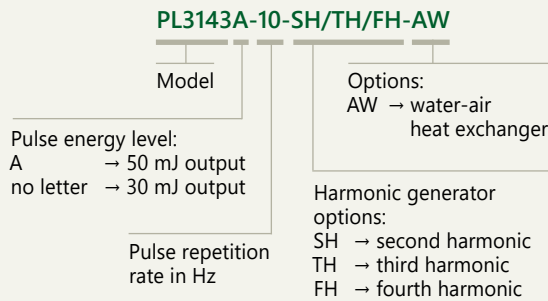 PL3143A-10-SH/TH/FH-AW
Model
Options:
AW → water-air
heat exchanger
Pulse energy level:
A → 50 mJ output
no letter → 30 mJ output
Harmonic generator
options:
SH → second harmonic
TH → third harmonic
FH → fourth harmonic
Pulse repetition
rate in Hz